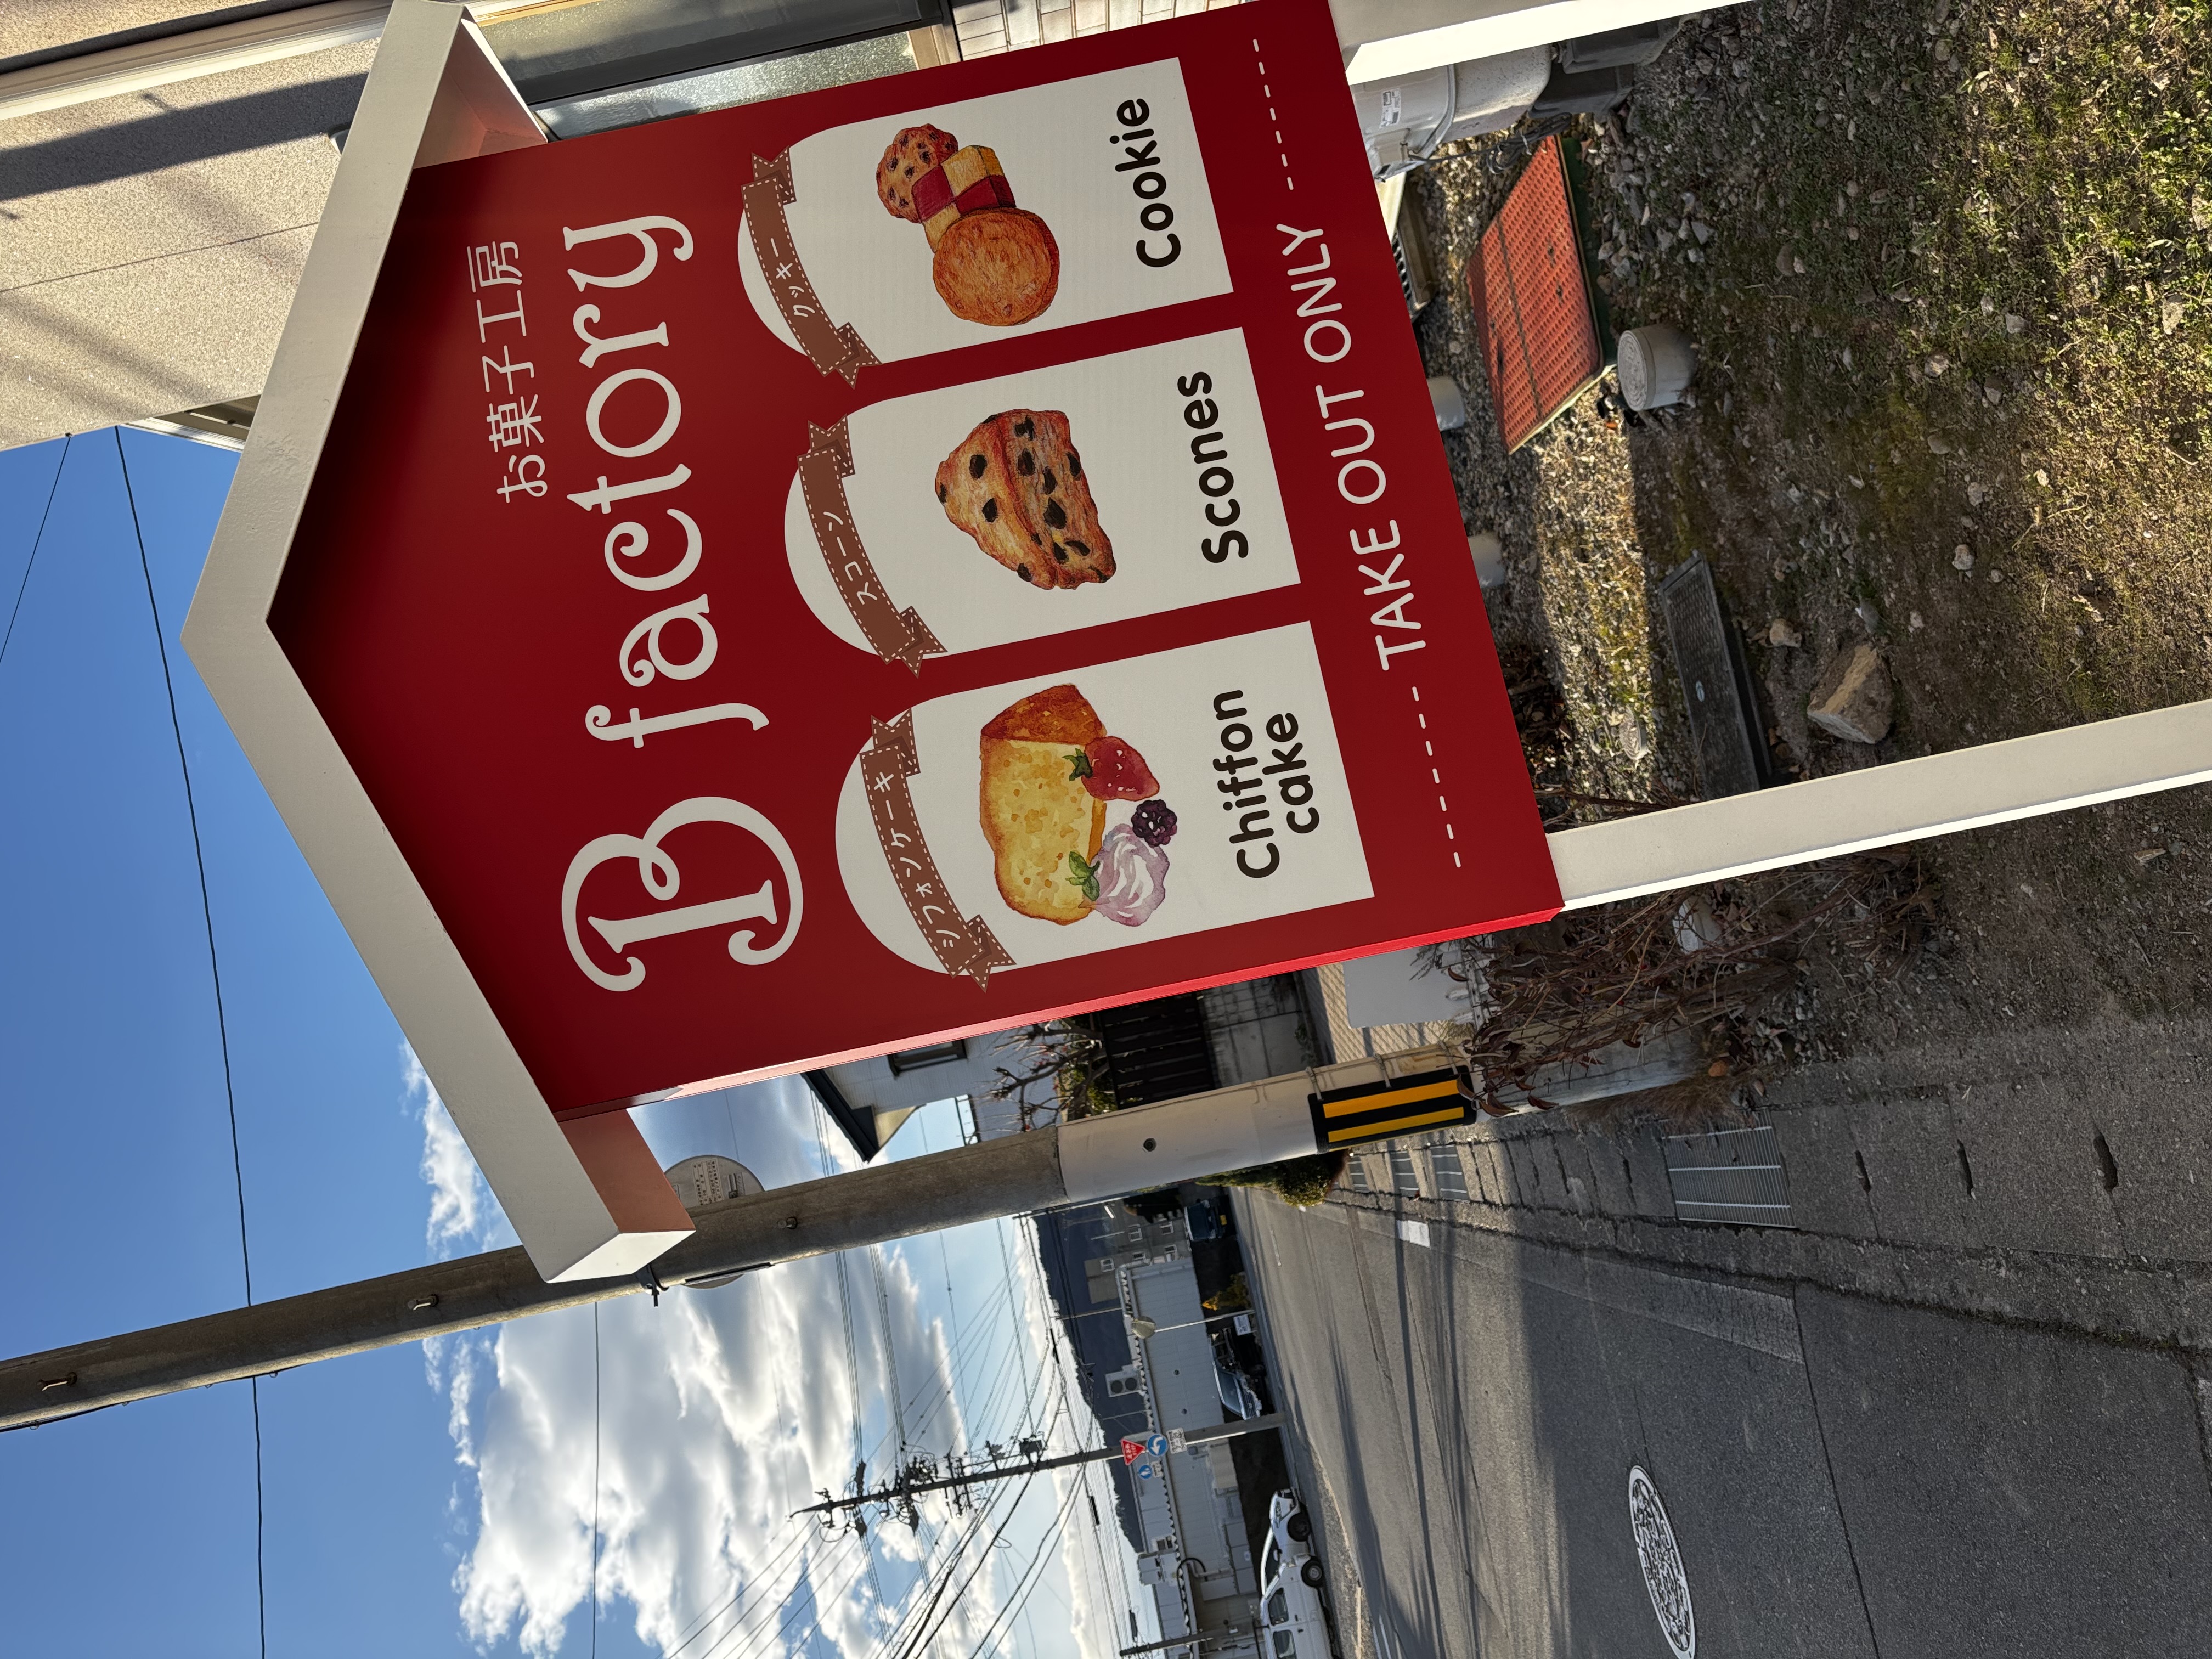 お菓子工房
B factory
シフォンケーキ
Chiffon
cake
スコーン
Scones
クッキー
Cookie
TAKE OUT ONLY